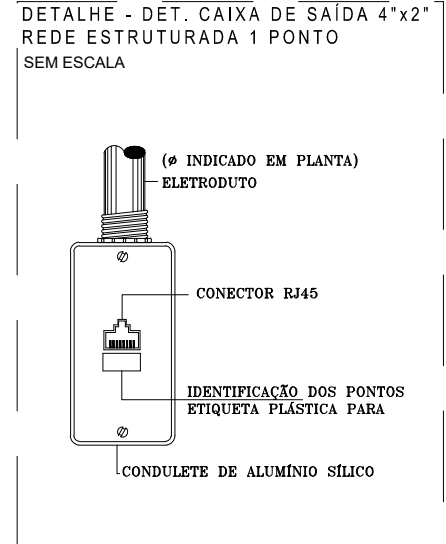 DETALHE - DET. CAIXA DE SAÍDA 4"x2"
REDE ESTRUTURADA 1 PONTO
SEM ESCALA
(ø INDICADO EM PLANTA)
ELETRODUTO
CONECTOR RJ45
IDENTIFICAÇÃO DOS PONTOS
ETIQUETA PLÁSTICA PARA
CONDULETE DE ALUMÍNIO SÍLICO